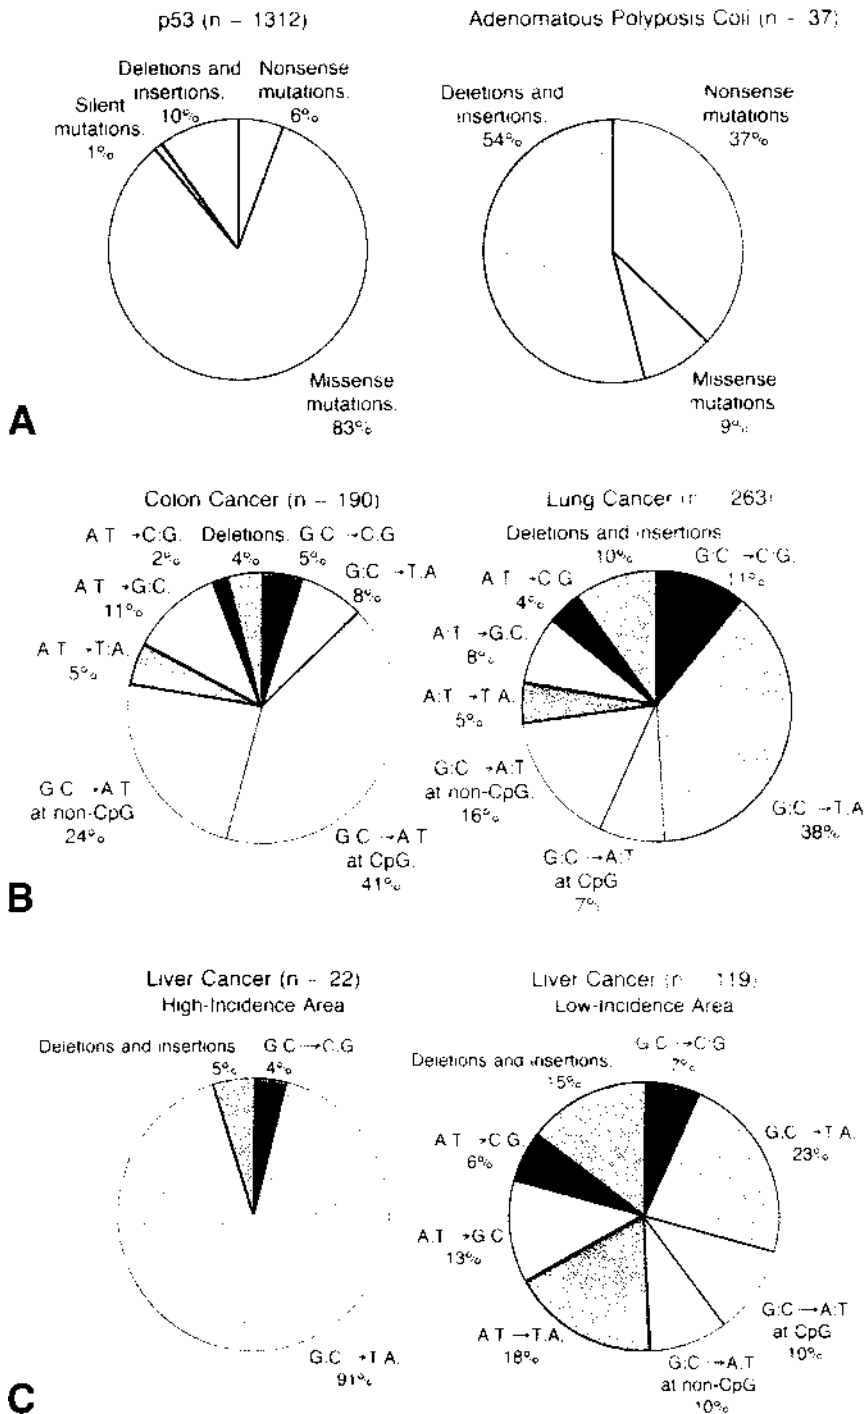 p53 (n – 1312)
Deletions and
insertions.
10%
Nonsense
mutations.
6%
Silent
mutations.
1%
Missense
mutations.
83%
Adenomatous Polyposis Coli (n - 37)
Deletions and
insertions.
54%
Nonsense
mutations
37%
Missense
mutations
9%
A
Colon Cancer (n – 190)
A T →C:G.
2%
Deletions.
4%
G C →C.G
5%
G:C →T.A
8%
A T →G:C.
11%
A T →T:A.
5%
G C →A T
at non-CpG
24%
G C →A T
at CpG.
41%
Lung Cancer (n 263)
Deletions and insertions
10%
G:C →C:G.
11%
A T →C G
4%
A:T →G.C.
8%
A:T →T A.
5%
G:C →A:T
at non-CpG.
16%
G:C →A:T
at CpG
7%
G:C →T.A
38%
B
Liver Cancer (n – 22)
High-Incidence Area
Deletions and insertions
5%
G C →C.G
4%
G.C →T A.
91%
Liver Cancer (n 119)
Low-Incidence Area
Deletions and insertions.
15%
G C →C:G
7%
A T →C G.
6%
G.C →T A.
23%
A.T →G C
13%
A T →T.A.
18%
G:C →A.T
at non-CpG
10%
G:C →A:T
at CpG
10%
C